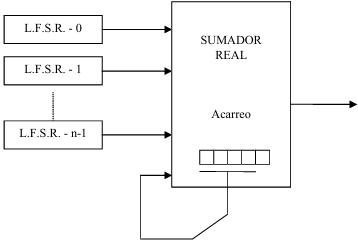 L.F.S.R. - 0
L.F.S.R. - 1
L.F.S.R. - n-1
SUMADOR
REAL
Acarreo